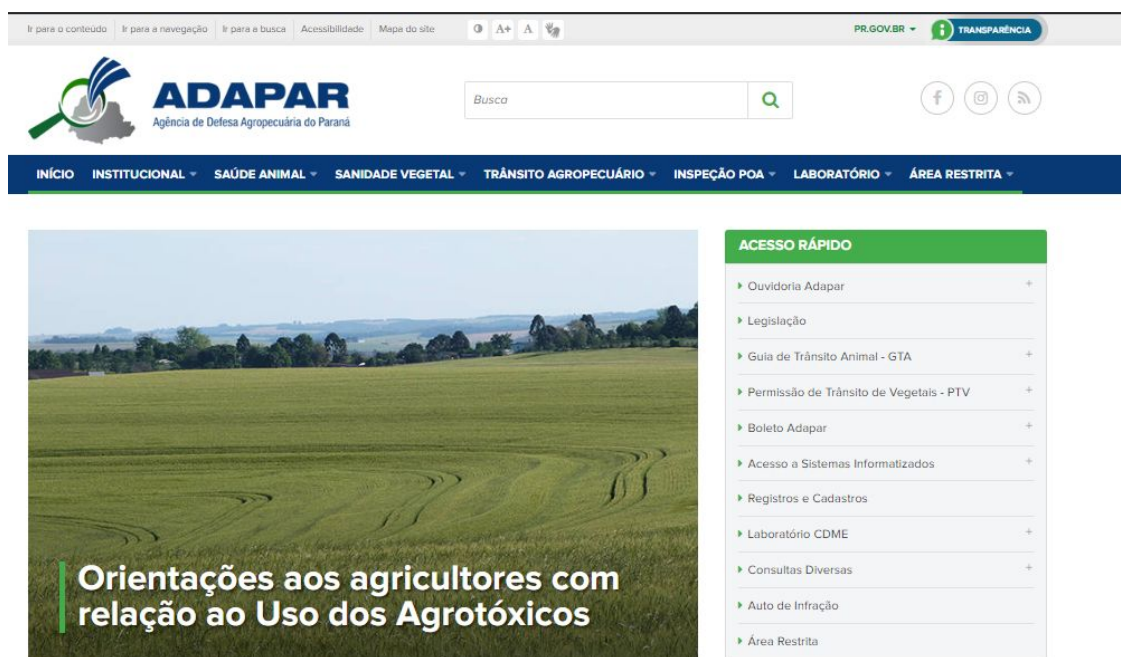 Ir para o conteúdo Ir para a navegação Ir para a busca Acessibilidade Mapa do site A+ A PR.GOV.BR TRANSPARÊNCIA
ADAPAR
Agência de Defesa Agropecuária do Paraná
Busca
INÍCIO INSTITUCIONAL SAÚDE ANIMAL SANIDADE VEGETAL TRÂNSITO AGROPECUÁRIO INSPEÇÃO POA LABORATÓRIO ÁREA RESTRITA
Orientações aos agricultores com
relação ao Uso dos Agrotóxicos
ACESSO RÁPIDO
Ouvidoria Adapar +
Legislação
Guia de Trânsito Animal - GTA +
Permissão de Trânsito de Vegetais - PTV +
Boleto Adapar +
Acesso a Sistemas Informatizados +
Registros e Cadastros
Laboratório CDME +
Consultas Diversas +
Auto de Infração
Área Restrita